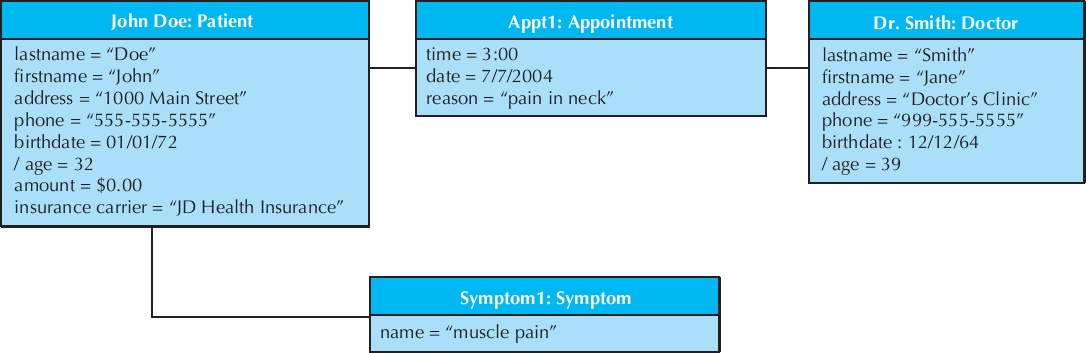 John Doe: Patient
lastname = “Doe”
firstname = “John”
address = “1000 Main Street”
phone = “555-555-5555”
birthdate = 01/01/72
/ age = 32
amount = $0.00
insurance carrier = “JD Health Insurance”
Appt1: Appointment
time = 3:00
date = 7/7/2004
reason = “pain in neck”
Dr. Smith: Doctor
lastname = “Smith”
firstname = “Jane”
address = “Doctor’s Clinic”
phone = “999-555-5555”
birthdate : 12/12/64
/ age = 39
Symptom1: Symptom
name = “muscle pain”